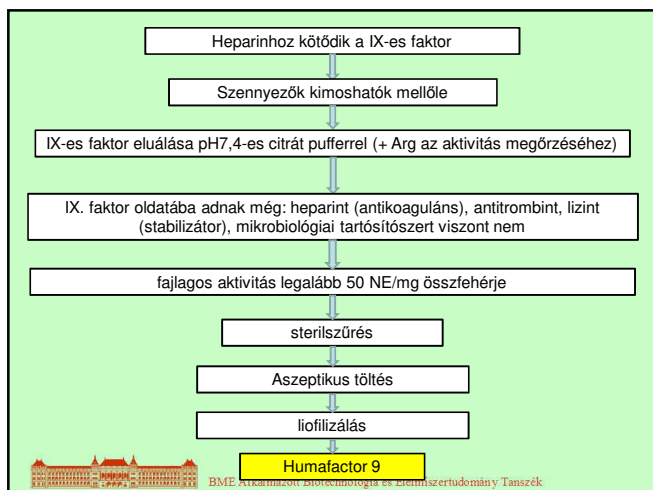 Heparinhoz kötődik a IX-es faktor
Szennyezők kimoshatók mellőle
IX-es faktor eluálása pH7,4-es citrát pufferrel (+ Arg az aktivitás megőrzéséhez)
IX. faktor oldatába adnak még: heparint (antikoaguláns), antitrombint, lizint
(stabilizátor), mikrobiológiai tartósítószert viszont nem
fajlagos aktivitás legalább 50 NE/mg összfehérje
sterilszűrés
Aszeptikus töltés
liofilizálás
Humafactor 9
BME Alkalmazott Biotechnológia és Élelmiszertudomány Tanszék